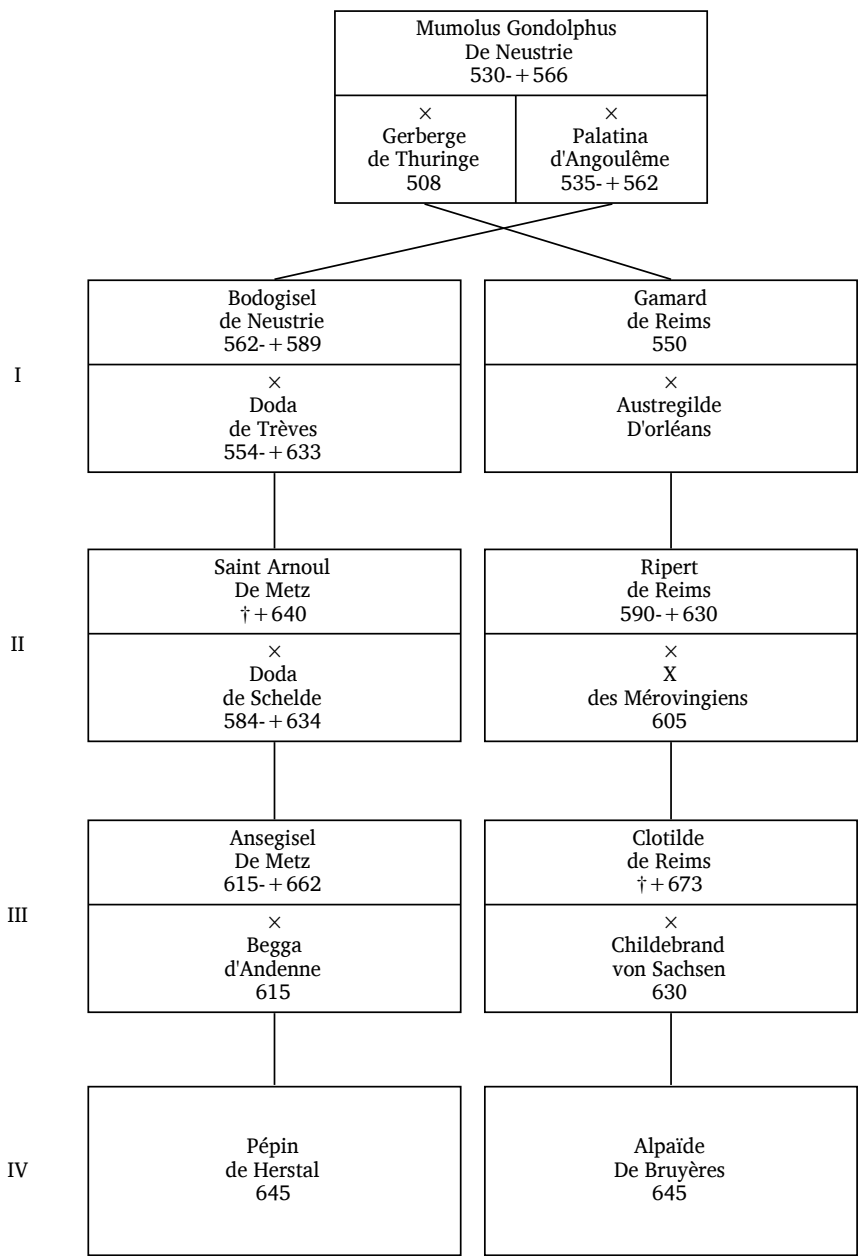 Mumolus Gondolphus
De Neustrie
530-+566
×
Gerberge
de Thuringe
508
×
Palatina
d'Angoulême
535-+562
I
Bodogisel
de Neustrie
562-+589
×
Doda
de Trèves
554-+633
Gamard
de Reims
550
×
Austregilde
D'orléans
II
Saint Arnoul
De Metz
†+640
×
Doda
de Schelde
584-+634
Ripert
de Reims
590-+630
×
X
des Mérovingiens
605
III
Ansegisel
De Metz
615-+662
×
Begga
d'Andenne
615
Clotilde
de Reims
†+673
×
Childebrand
von Sachsen
630
IV
Pépin
de Herstal
645
Alpaïde
De Bruyères
645